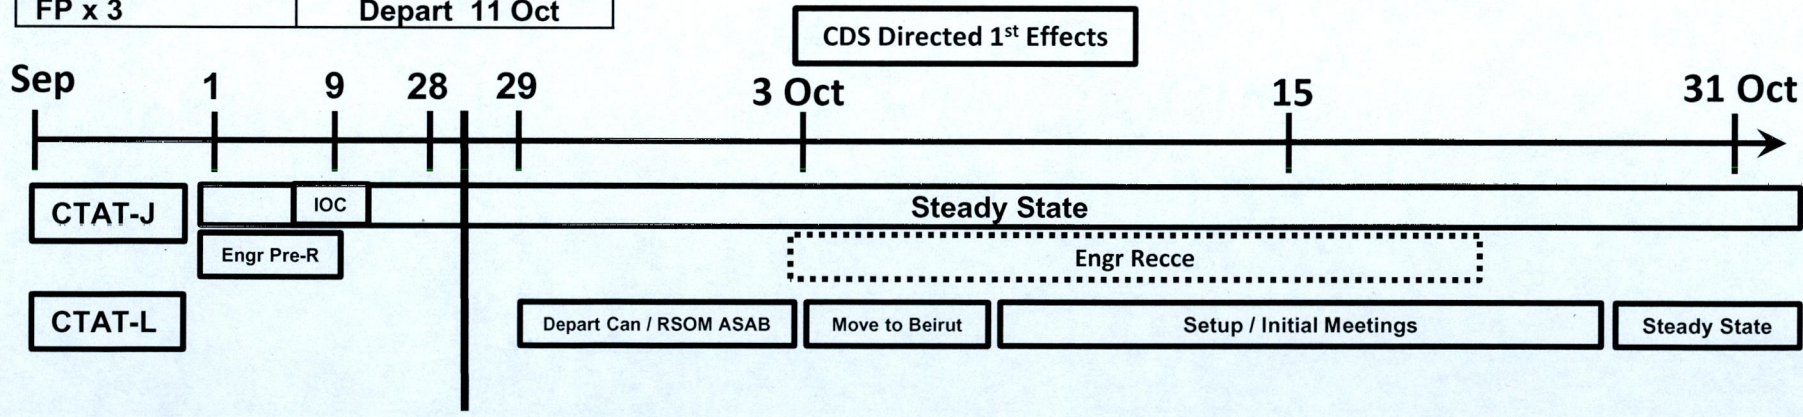 FP x 3 Depart 11 Oct
CDS Directed 1st Effects
Sep 1 9 28 29 3 Oct 15 31 Oct
CTAT-J IOC Steady State
Engr Pre-R Engr Recce
CTAT-L Depart Can / RSOM ASAB Move to Beirut Setup / Initial Meetings Steady State